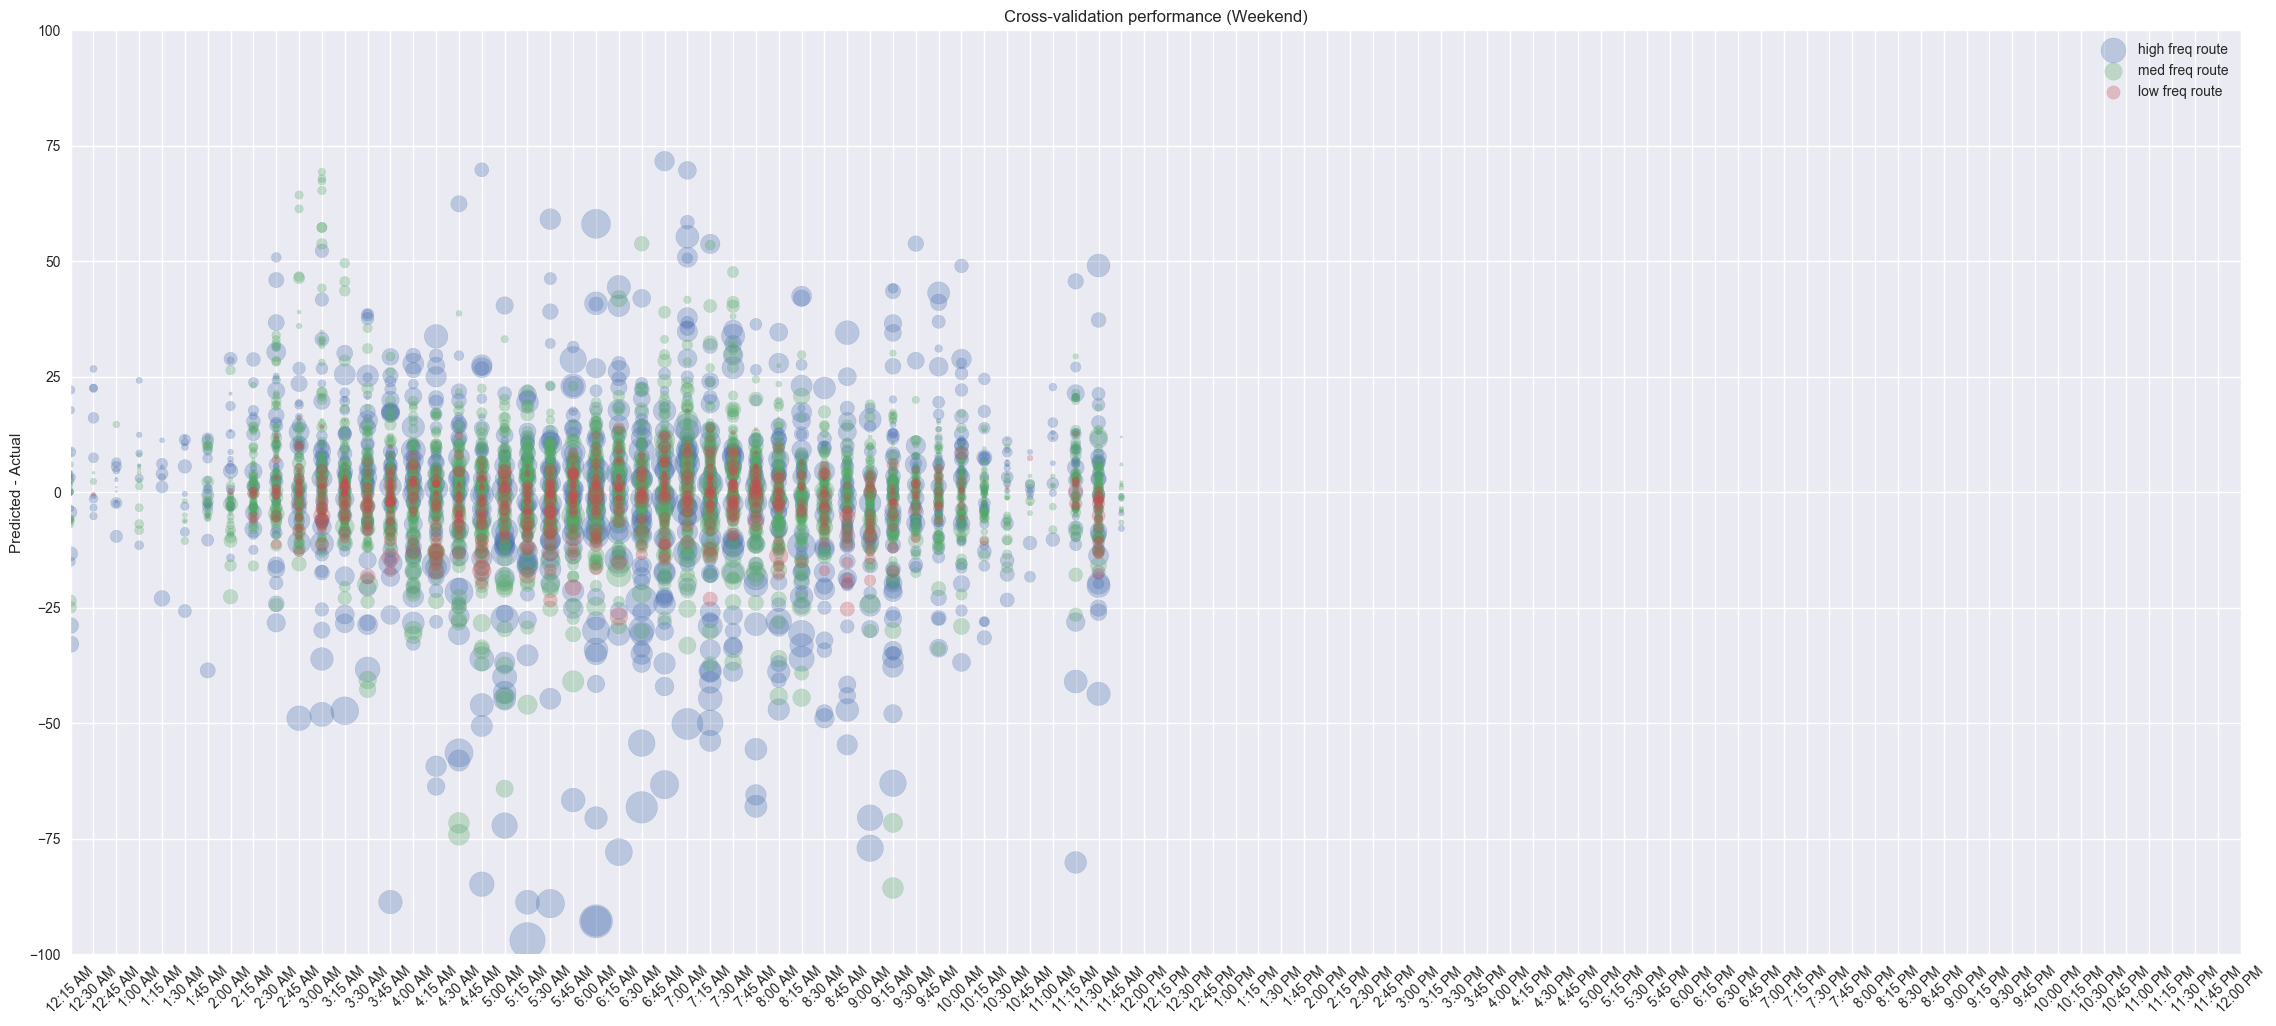 Cross-validation performance (Weekend)
100
75
50
25
0
−25
−50
−75
−100
Predicted - Actual
high freq route
med freq route
low freq route
12:15 AM
12:30 AM
12:45 AM
1:00 AM
1:15 AM
1:30 AM
1:45 AM
2:00 AM
2:15 AM
2:30 AM
2:45 AM
3:00 AM
3:15 AM
3:30 AM
3:45 AM
4:00 AM
4:15 AM
4:30 AM
4:45 AM
5:00 AM
5:15 AM
5:30 AM
5:45 AM
6:00 AM
6:15 AM
6:30 AM
6:45 AM
7:00 AM
7:15 AM
7:30 AM
7:45 AM
8:00 AM
8:15 AM
8:30 AM
8:45 AM
9:00 AM
9:15 AM
9:30 AM
9:45 AM
10:00 AM
10:15 AM
10:30 AM
10:45 AM
11:00 AM
11:15 AM
11:30 AM
11:45 AM
12:00 PM
12:15 PM
12:30 PM
12:45 PM
1:00 PM
1:15 PM
1:30 PM
1:45 PM
2:00 PM
2:15 PM
2:30 PM
2:45 PM
3:00 PM
3:15 PM
3:30 PM
3:45 PM
4:00 PM
4:15 PM
4:30 PM
4:45 PM
5:00 PM
5:15 PM
5:30 PM
5:45 PM
6:00 PM
6:15 PM
6:30 PM
6:45 PM
7:00 PM
7:15 PM
7:30 PM
7:45 PM
8:00 PM
8:15 PM
8:30 PM
8:45 PM
9:00 PM
9:15 PM
9:30 PM
9:45 PM
10:00 PM
10:15 PM
10:30 PM
10:45 PM
11:00 PM
11:15 PM
11:30 PM
11:45 PM
12:00 PM